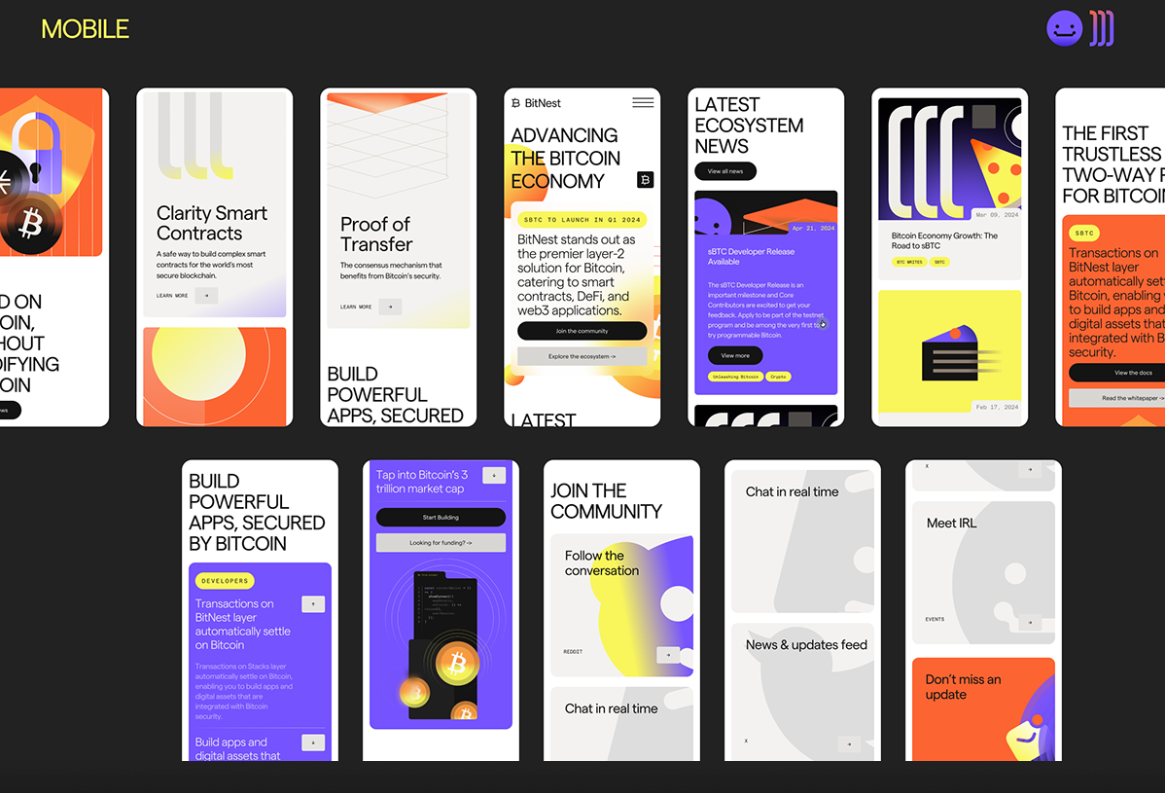 MOBILE
D ON
OIN,
HOUT
DIFYING
OIN
ws
Clarity Smart
Contracts
A safe way to build complex smart
contracts for the world's most
secure blockchain.
LEARN MORE
Proof of
Transfer
The consensus mechanism that
benefits from Bitcoin's security.
LEARN MORE
BUILD
POWERFUL
APPS, SECURED
BitNest
ADVANCING
THE BITCOIN
ECONOMY
SBTC TO LAUNCH IN Q1 2024
BitNest stands out as
the premier layer-2
solution for Bitcoin,
catering to smart
contracts, DeFi, and
web3 applications.
Join the community
Explore the ecosystem ->
LATEST
LATEST
ECOSYSTEM
NEWS
View all news
Apr 21, 2024
sBTC Developer Release
Available
The sBTC Developer Release is an
important milestone and Core
Contributors are excited to get your
feedback. Apply to be part of the testnet
program and be among the very first to
try programmable Bitcoin.
View more
Unleashing Bitcoin
Crypto
Mar 09, 2024
Bitcoin Economy Growth: The
Road to sBTC
BTC WRITES
SBTC
Feb 17, 2024
THE FIRST
TRUSTLESS
TWO-WAY P
FOR BITCOI
SBTC
Transactions on
BitNest layer
automatically set
Bitcoin, enabling y
to build apps and
digital assets that
integrated with B
security.
View the docs
Read the whitepaper ->
BUILD
POWERFUL
APPS, SECURED
BY BITCOIN
DEVELOPERS
Transactions on
BitNest layer
automatically settle
on Bitcoin
Transactions on Stacks layer
automatically settle on Bitcoin,
enabling you to build apps and
digital assets that are
integrated with Bitcoin
security.
Build apps and
digital assets that
Tap into Bitcoin's 3
trillion market cap
Start Building
Looking for funding? ->
JOIN THE
COMMUNITY
Follow the
conversation
REDDIT
Chat in real time
Chat in real time
News & updates feed
X
X
Meet IRL
EVENTS
Don't miss an
update